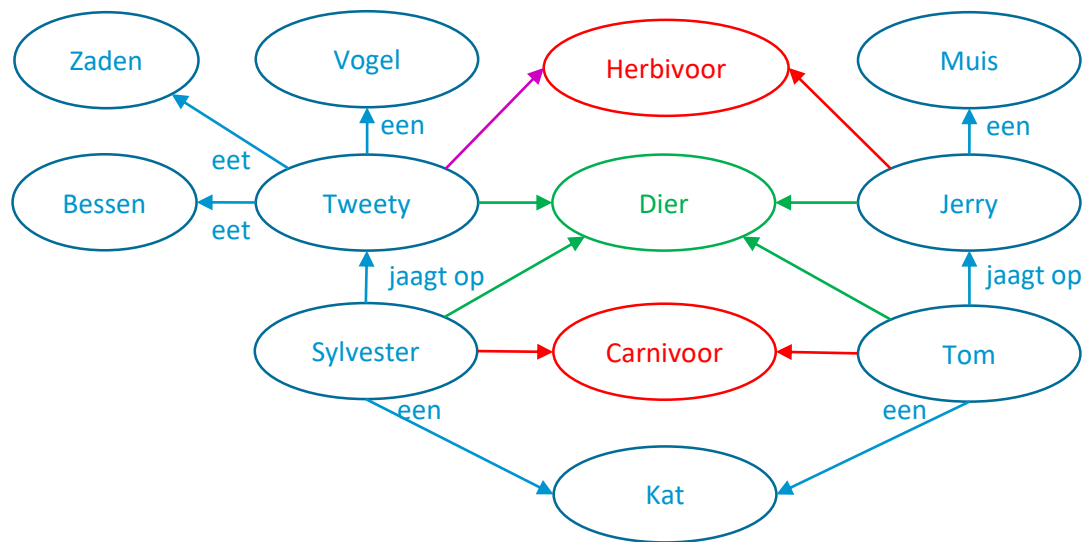 Zaden
Vogel
Herbivoor
Muis
een
een
eet
Bessen
Tweety
Dier
Jerry
eet
jaagt op
jaagt op
Sylvester
Carnivoor
Tom
een
een
Kat